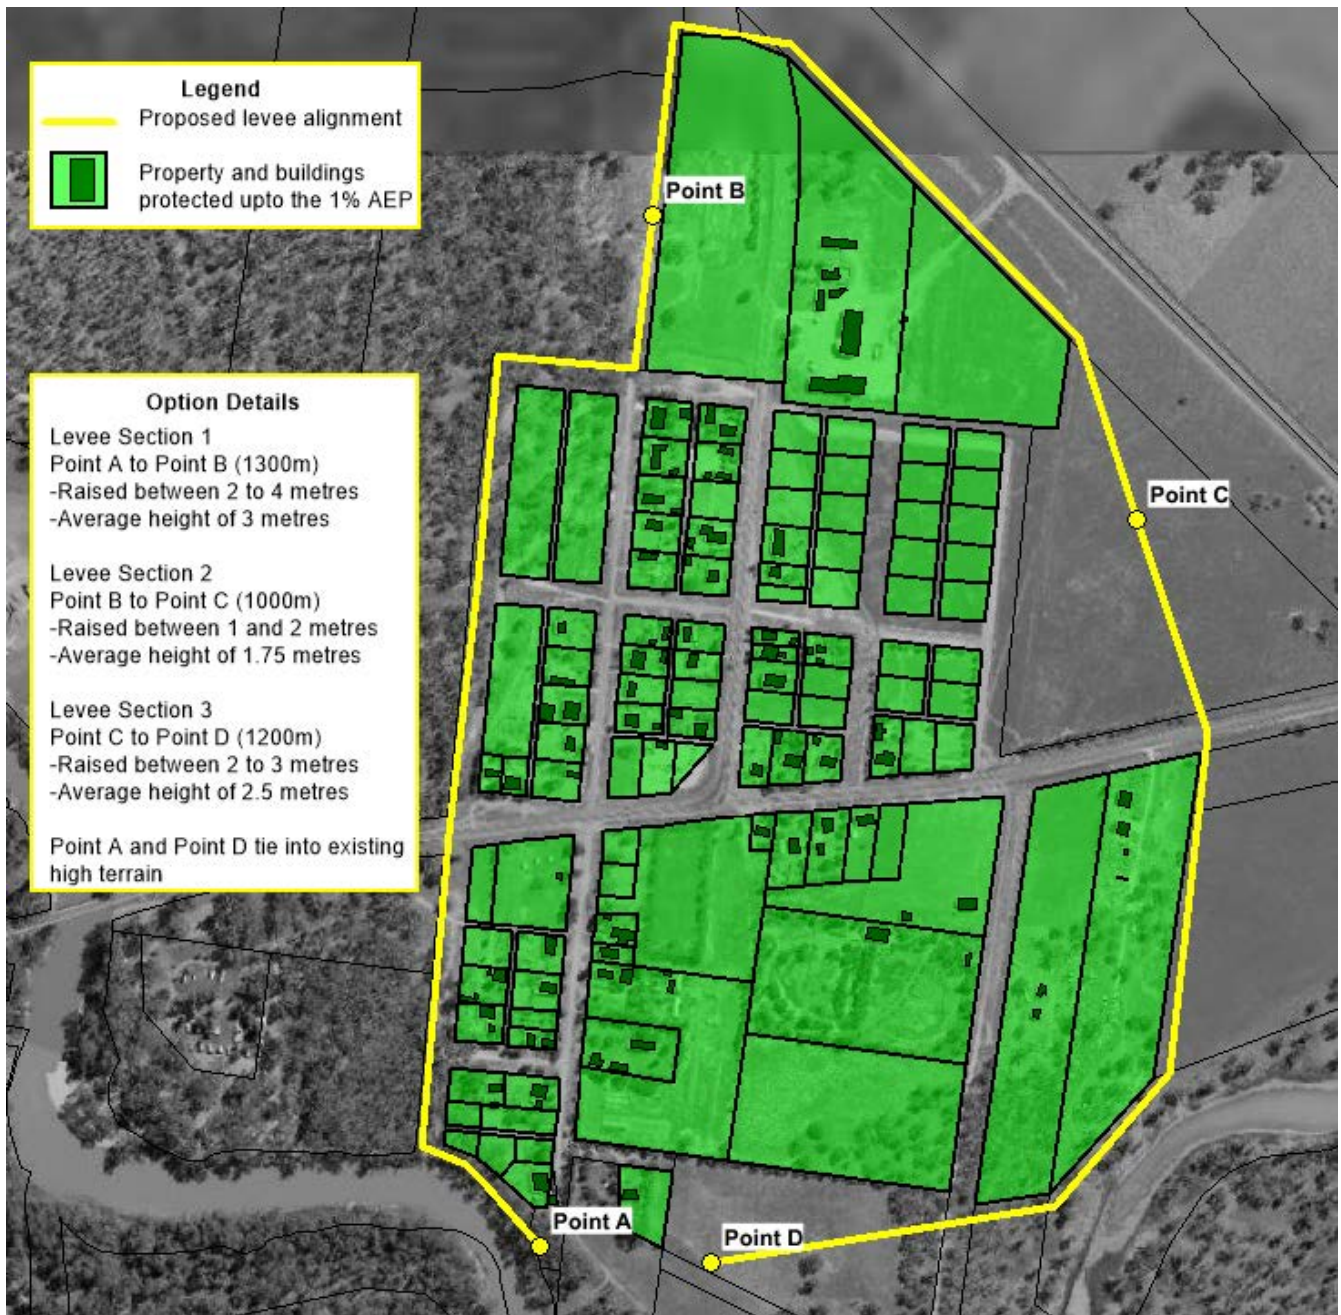 Legend
Proposed levee alignment
Property and buildings
protected upto the 1% AEP
Point B
Option Details
Levee Section 1
Point A to Point B (1300m)
-Raised between 2 to 4 metres
-Average height of 3 metres
Levee Section 2
Point B to Point C (1000m)
-Raised between 1 and 2 metres
-Average height of 1.75 metres
Levee Section 3
Point C to Point D (1200m)
-Raised between 2 to 3 metres
-Average height of 2.5 metres
Point A and Point D tie into existing
high terrain
Point C
Point A
Point D